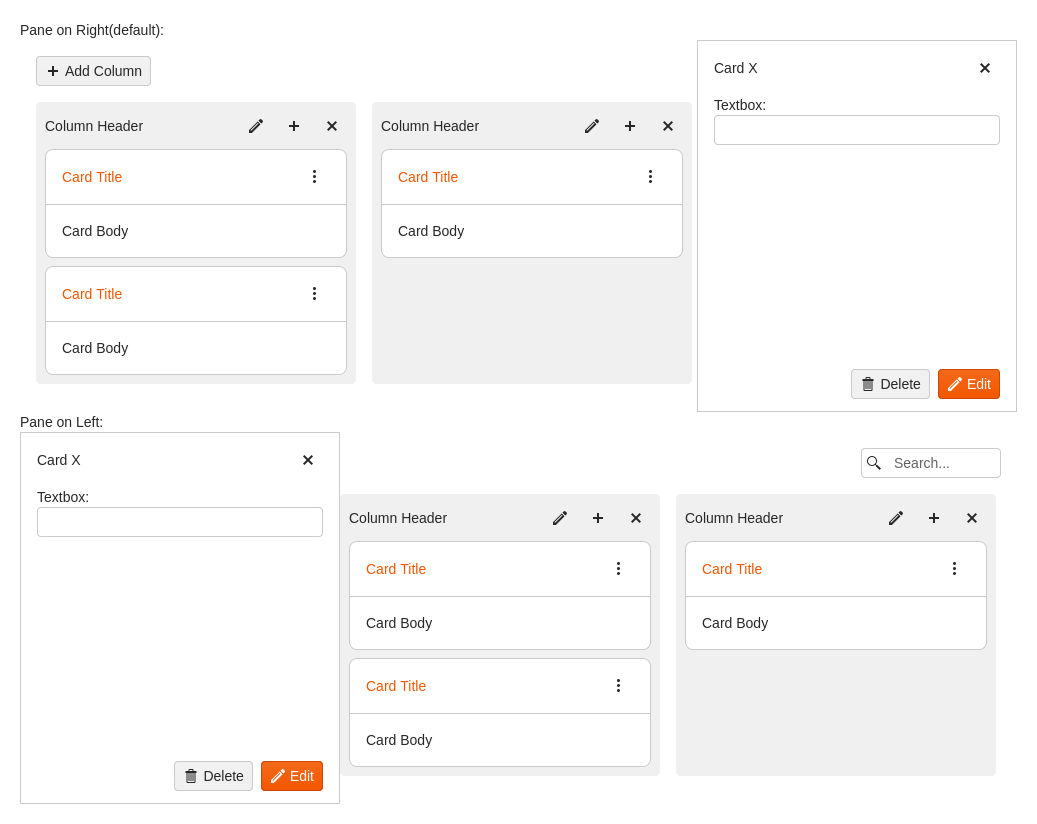 Pane on Right(default):
Add Column
Column Header
Card Title
Card Body
Card Title
Card Body
Column Header
Card Title
Card Body
Card X
Textbox:
Delete
Edit
Pane on Left:
Card X
Textbox:
Delete
Edit
Search...
Column Header
Card Title
Card Body
Card Title
Card Body
Column Header
Card Title
Card Body